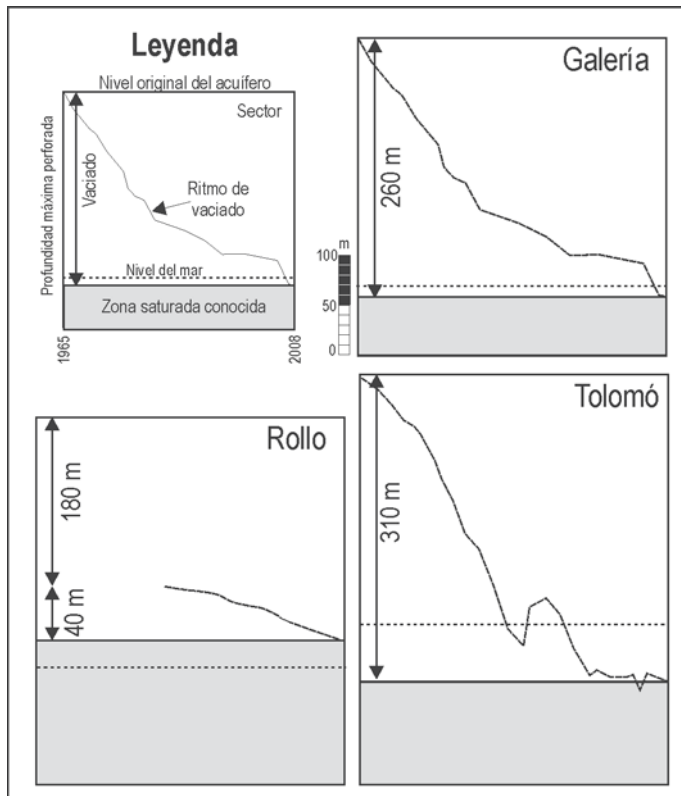 Leyenda
Nivel original del acuífero
Sector
Profundidad máxima perforada
Vaciado
Ritmo de
vaciado
Nivel del mar
Zona saturada conocida
1965
2008
Galería
260 m
m
100
50
0
Rollo
180 m
40 m
Tolomó
310 m